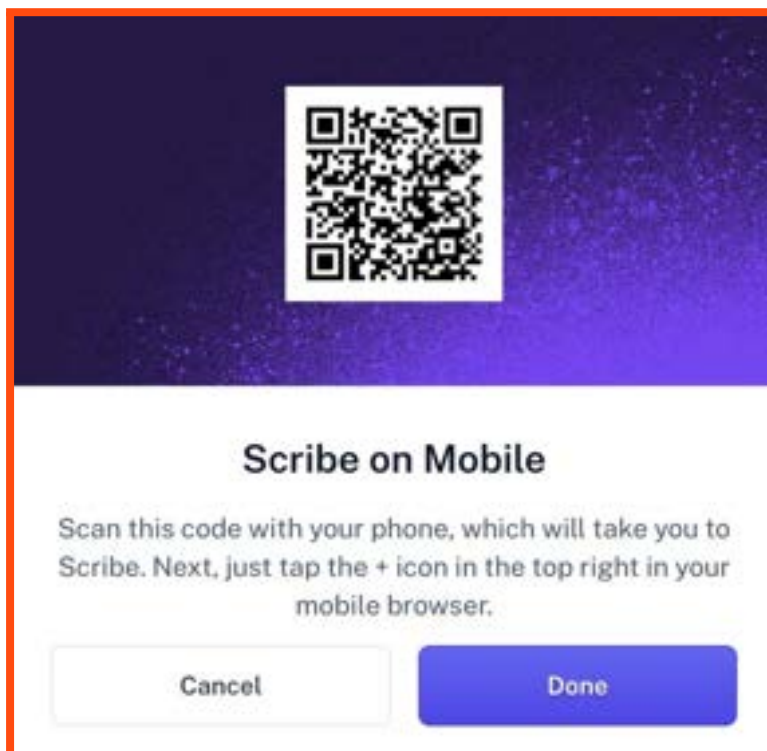 Scribe on Mobile
Scan this code with your phone, which will take you to
Scribe. Next, just tap the + icon in the top right in your
mobile browser.
Cancel
Done